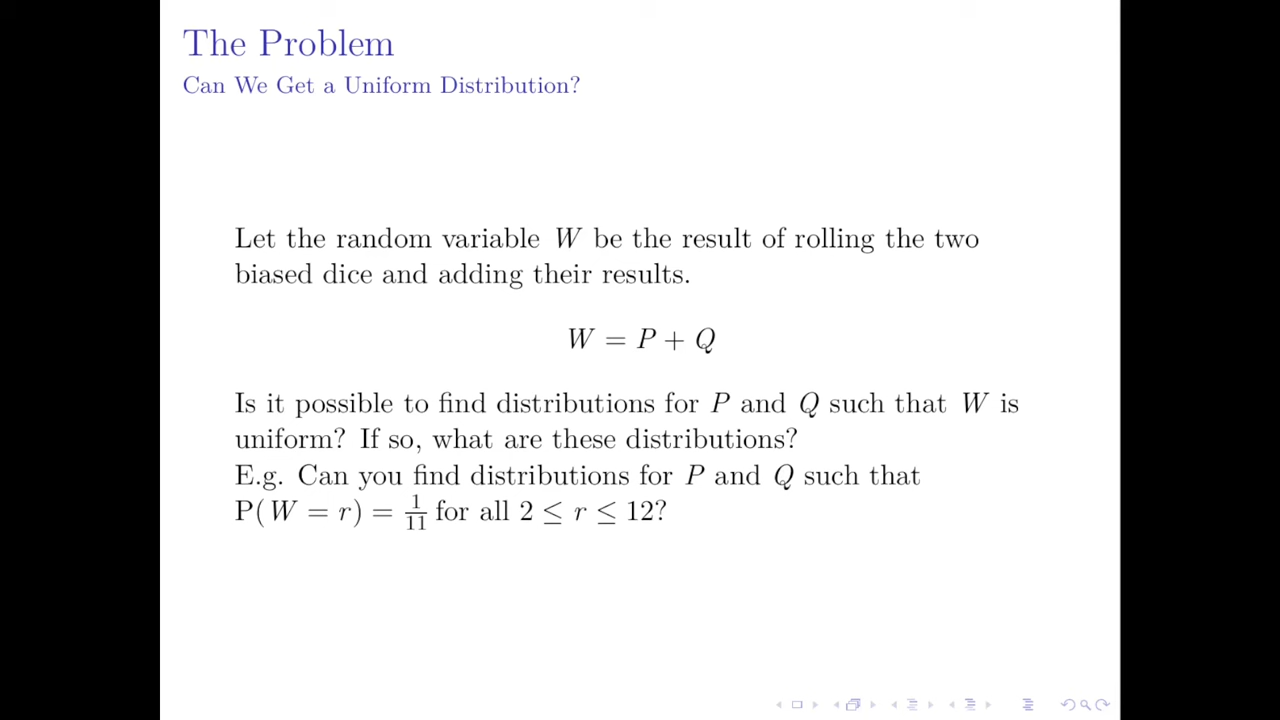 The Problem
Can We Get a Uniform Distribution?
Let the random variable W be the result of rolling the two
biased dice and adding their results.
W = P + Q
Is it possible to find distributions for P and Q such that W is
uniform? If so, what are these distributions?
E.g. Can you find distributions for P and Q such that
P(W = r) = 1/11 for all 2 ≤ r ≤ 12?